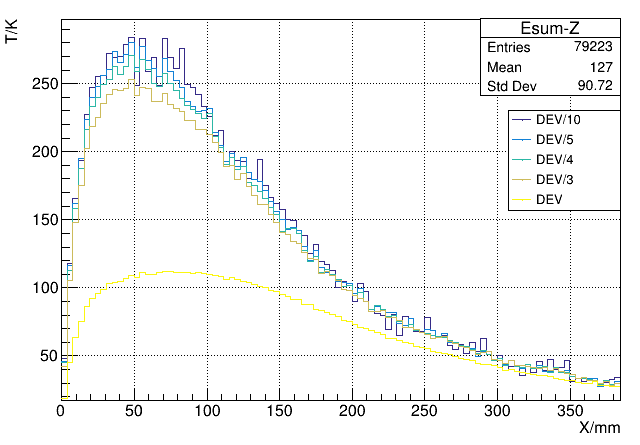 T/K
Esum-Z
Entries 79223
Mean 127
Std Dev 90.72
DEV/10
DEV/5
DEV/4
DEV/3
DEV
250
200
150
100
50
0 50 100 150 200 250 300 350
X/mm